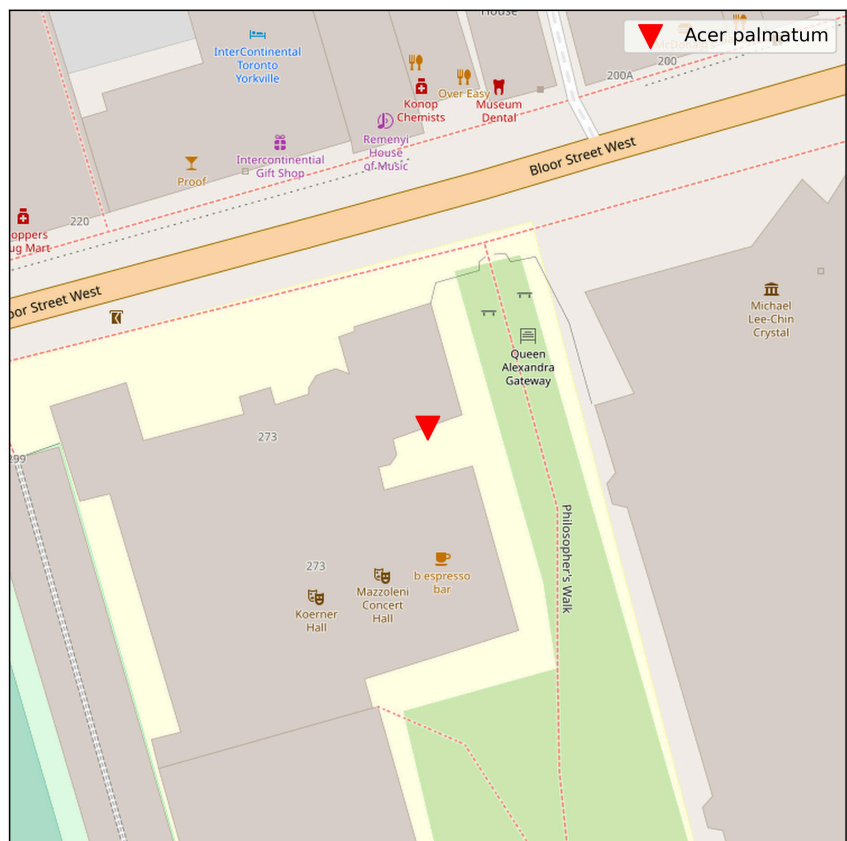 House
Acer palmatum
InterContinental
Toronto
Yorkville
200
200A
Over Easy
Konop
Chemists
Museum
Dental
Remenyi
House
of Music
Intercontinental
Gift Shop
Proof
Bloor Street West
220
oppers
ug Mart
oor Street West
Michael
Lee-Chin
Crystal
Queen
Alexandra
Gateway
273
299
Philosopher's Walk
273
b espresso
bar
Mazzoleni
Concert
Hall
Koerner
Hall